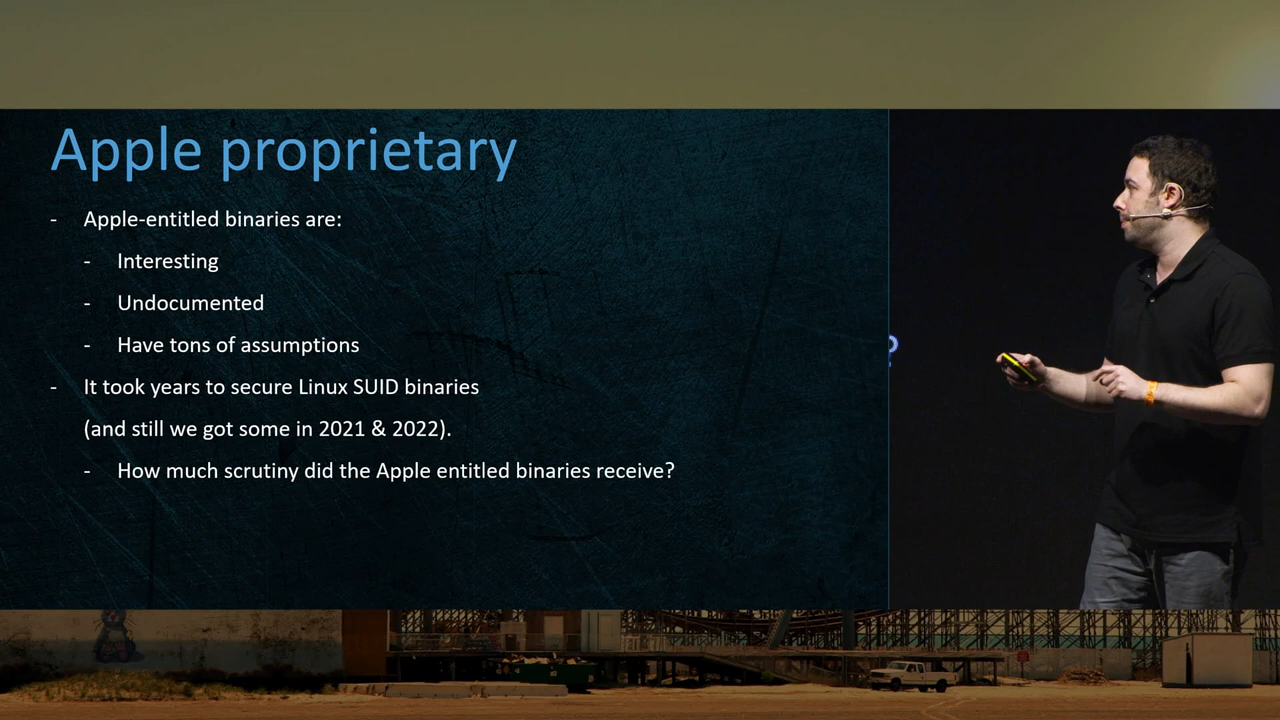 Apple proprietary
- Apple-entitled binaries are:
- Interesting
- Undocumented
- Have tons of assumptions
- It took years to secure Linux SUID binaries
(and still we got some in 2021 & 2022).
- How much scrutiny did the Apple entitled binaries receive?